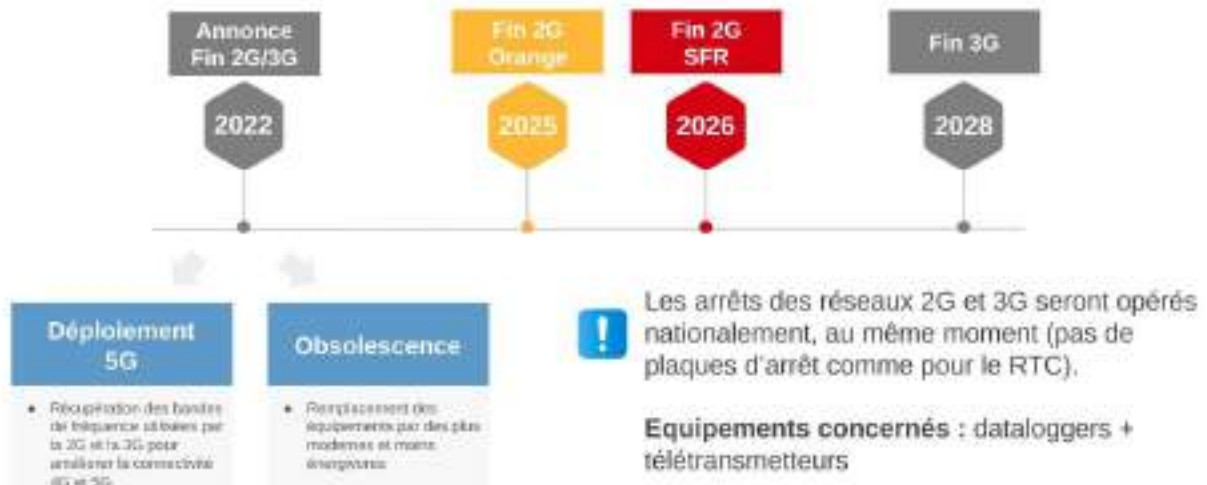 Annonce
Fin 2G/3G
Fin 2G
Orange
Fin 2G
SFR
Fin 3G
2022
2025
2026
2028
Déploiement
5G
Obsolescence
Les arrêts des réseaux 2G et 3G seront opérés
nationalement, au même moment (pas de
plaques d'arrêt comme pour le RTC).
Equipements concernés : dataloggers +
télétransmetteurs
• Récupération des bandes
de fréquence utilisées par
la 2G et la 3G pour
améliorer la connectivité
4G et 5G
• Remplacement des
équipements par des plus
modernes et moins
énergivores